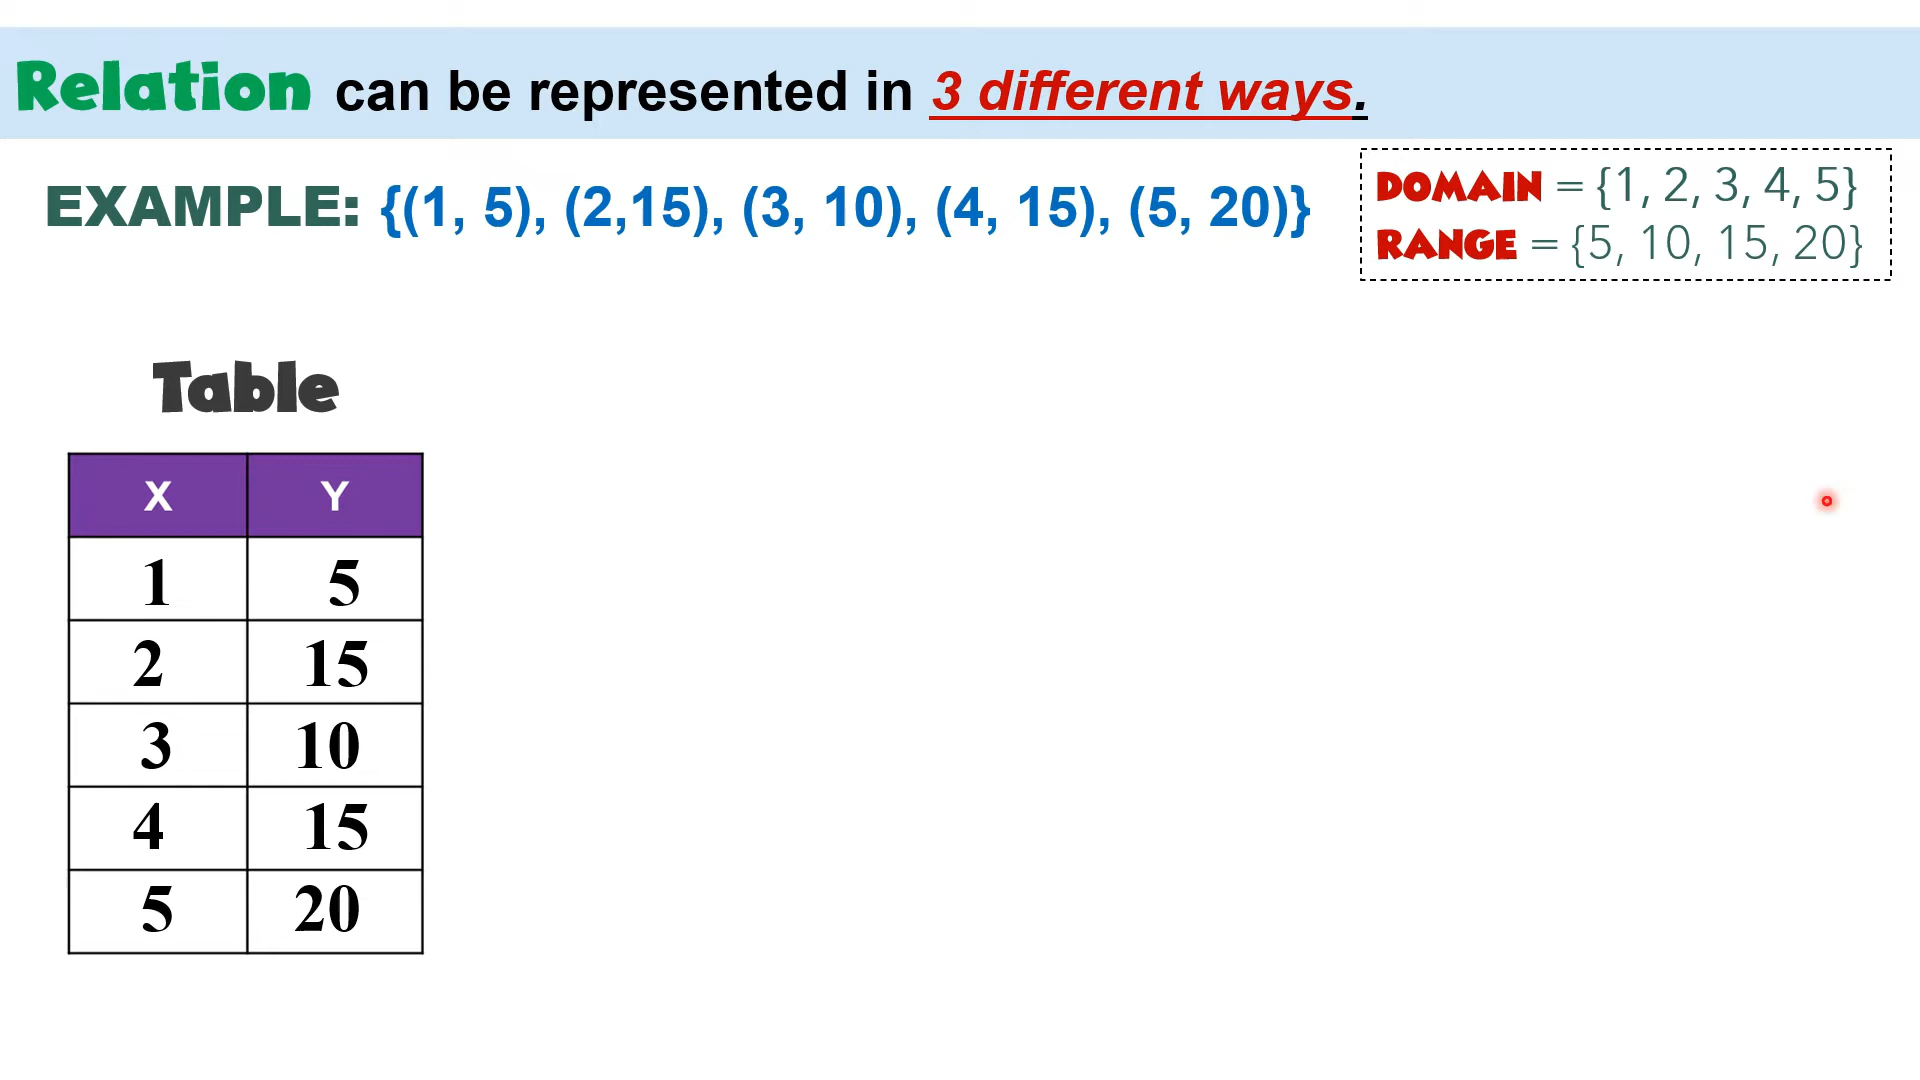 Relation can be represented in 3 different ways.
EXAMPLE: {(1, 5), (2,15), (3, 10), (4, 15), (5, 20)}
DOMAIN = {1, 2, 3, 4, 5}
RANGE = {5, 10, 15, 20}
Table
X Y
1 5
2 15
3 10
4 15
5 20